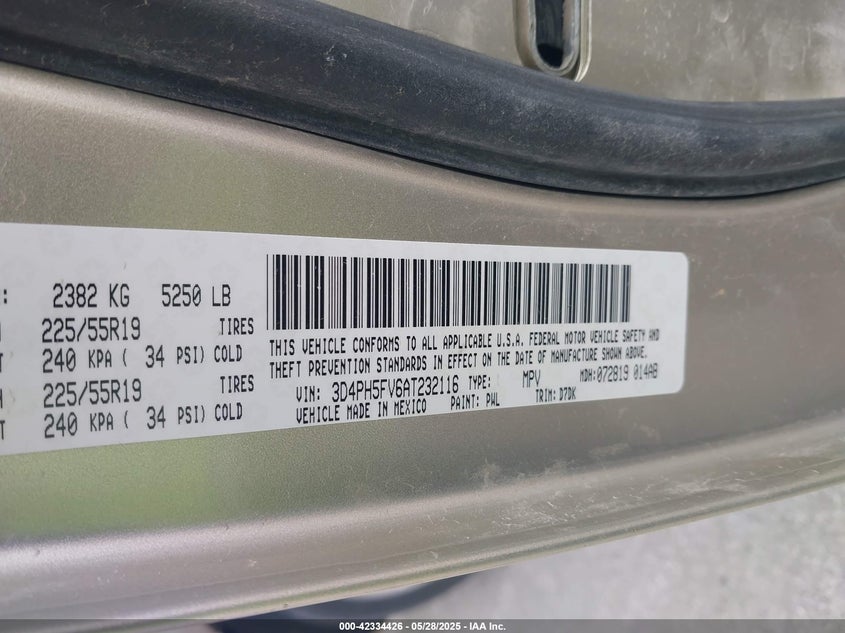 : 2382 KG 5250 LB
225/55R19 TIRES
240 KPA ( 34 PSI) COLD
225/55R19 TIRES
240 KPA ( 34 PSI) COLD
THIS VEHICLE CONFORMS TO ALL APPLICABLE U.S.A. FEDERAL MOTOR VEHICLE SAFETY AND
THEFT PREVENTION STANDARDS IN EFFECT ON THE DATE OF MANUFACTURE SHOWN ABOVE.
VIN: 3D4PH5FV6AT232116 TYPE: MPV MDH:072819 014AB
VEHICLE MADE IN MEXICO PAINT: PWL TRIM: D7DK
000-42334426 - 05/28/2025 - IAA Inc.